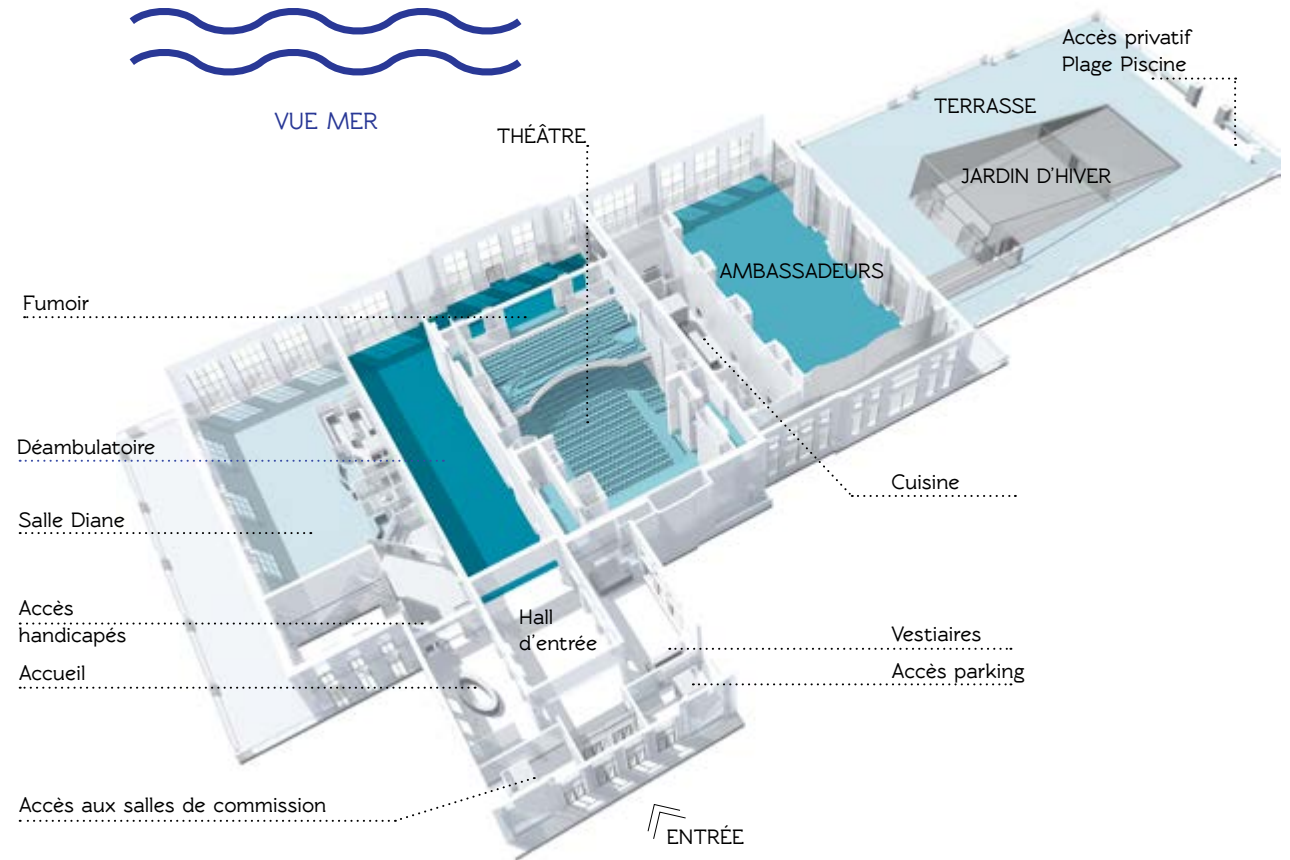 Accès privatif
Plage Piscine
TERRASSE
VUE MER
THÉÂTRE
JARDIN D'HIVER
AMBASSADEURS
Fumoir
Déambulatoire
Cuisine
Salle Diane
Accès
handicapés
Hall
d'entrée
Vestiaires
Accueil
Accès parking
Accès aux salles de commission
ENTRÉE